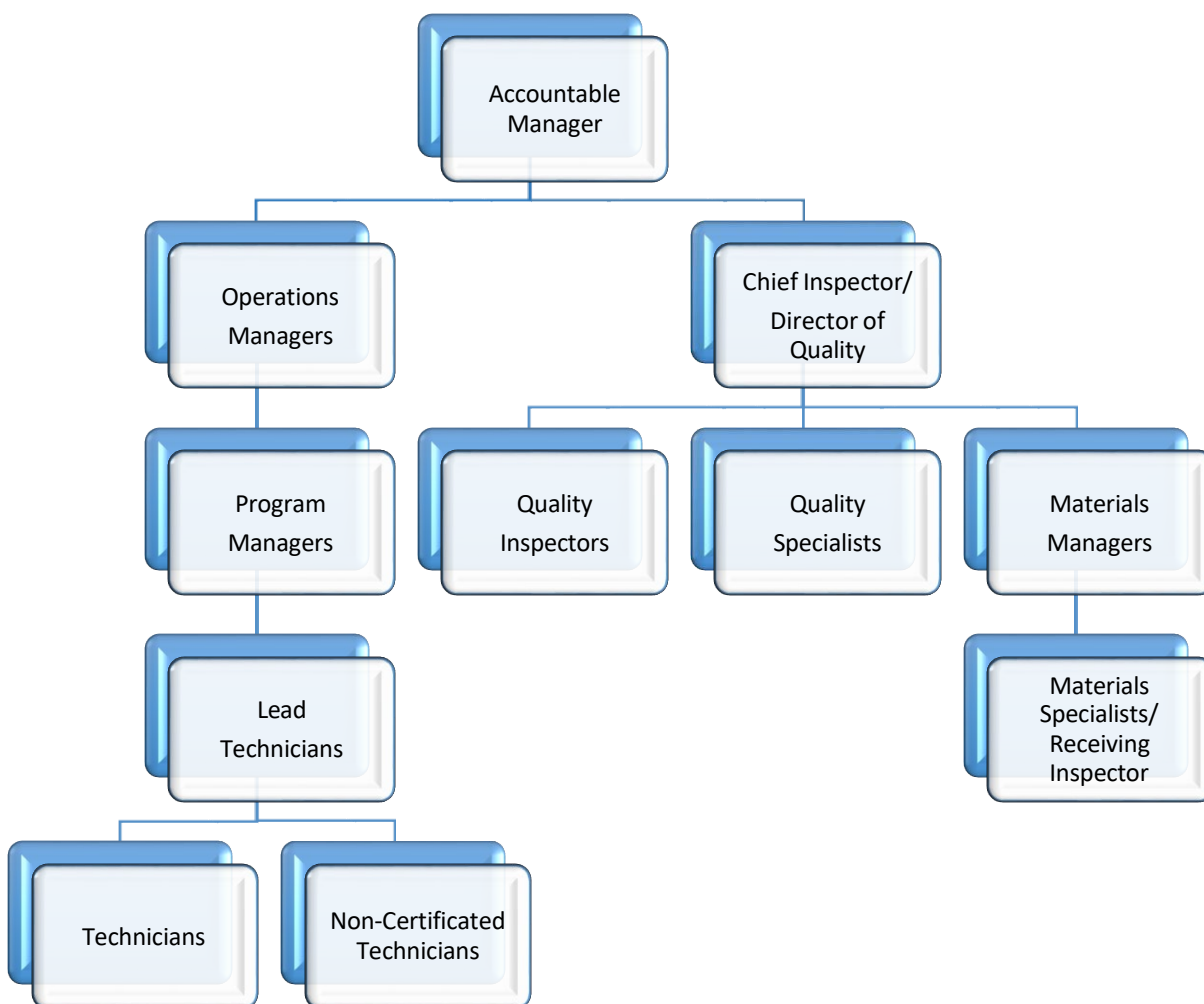 Accountable
Manager
Operations
Managers
Chief Inspector/
Director of
Quality
Program
Managers
Quality
Inspectors
Quality
Specialists
Materials
Managers
Lead
Technicians
Materials
Specialists/
Receiving
Inspector
Technicians
Non-Certificated
Technicians